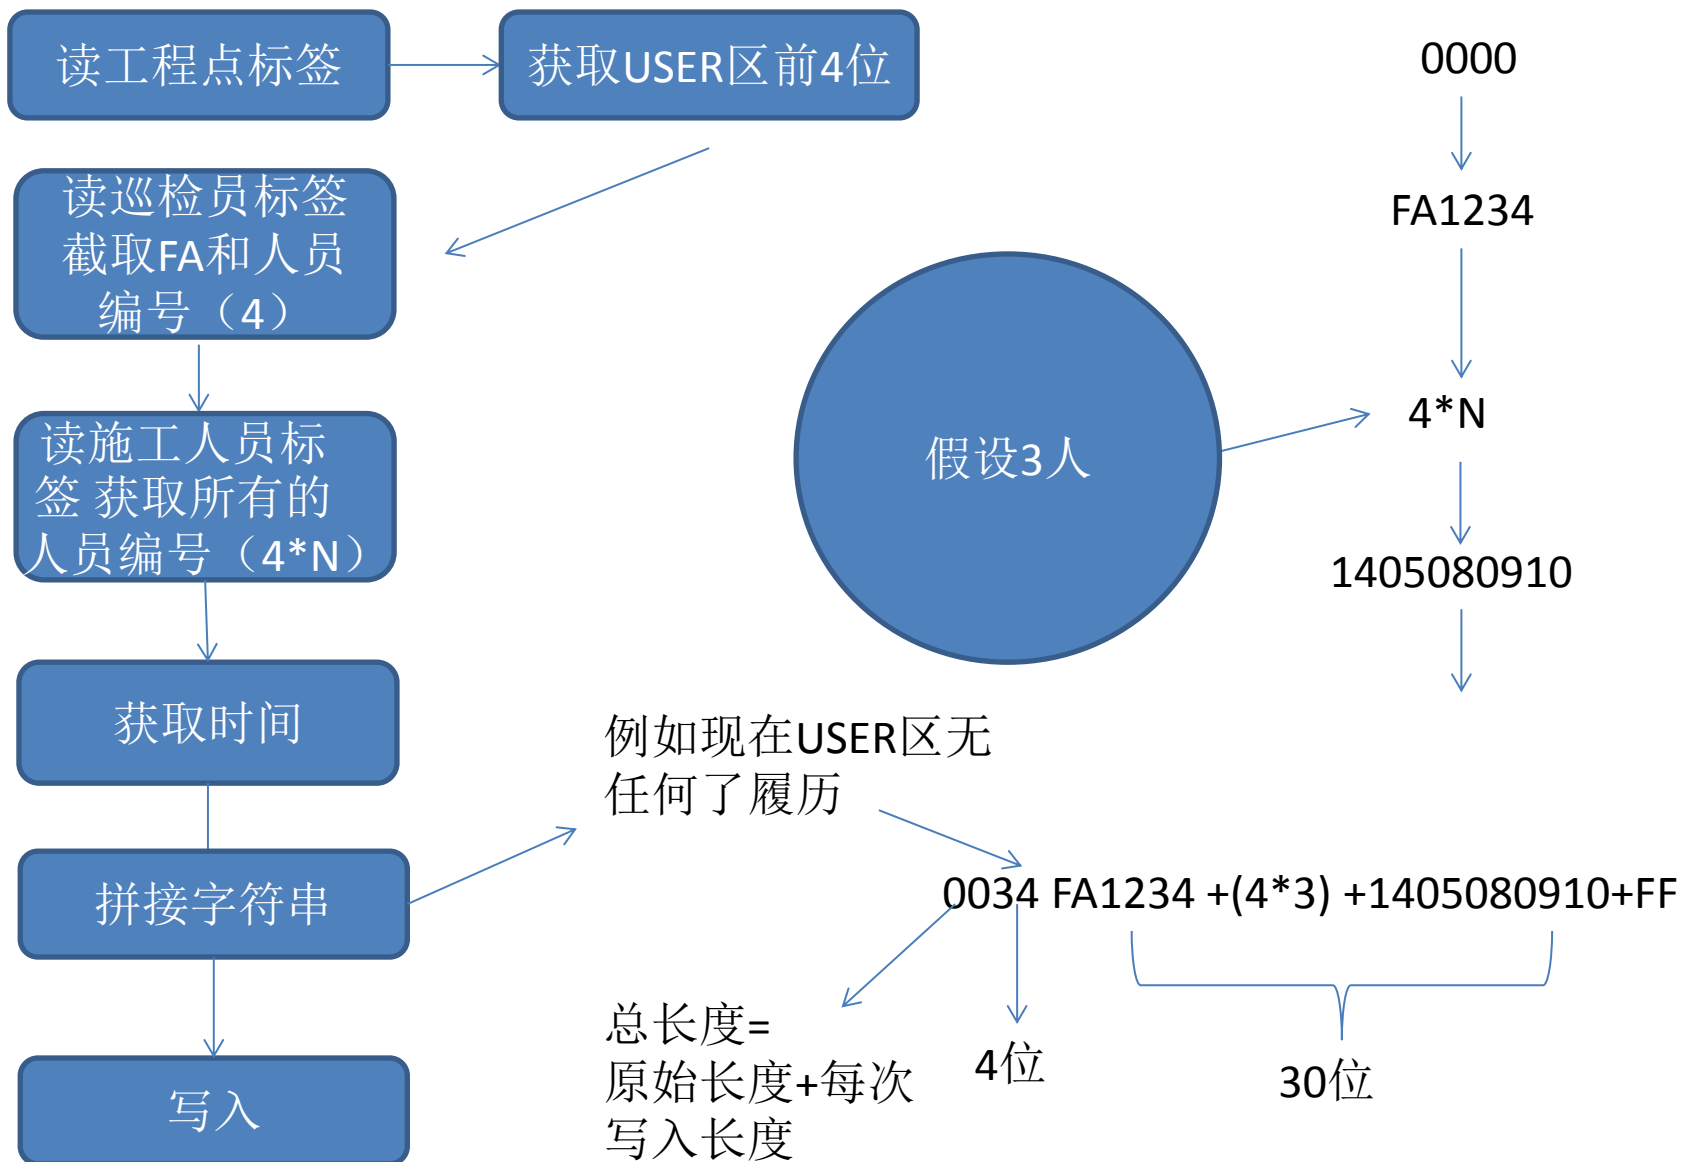 读工程点标签
获取USER区前4位
读巡检员标签
截取FA和人员
编号（4）
读施工人员标
签 获取所有的
人员编号（4*N）
获取时间
拼接字符串
写入
0000
FA1234
4*N
1405080910
假设3人
例如现在USER区无
任何了履历
0034 FA1234 +(4*3) +1405080910+FF
总长度=
原始长度+每次
写入长度
4位
30位